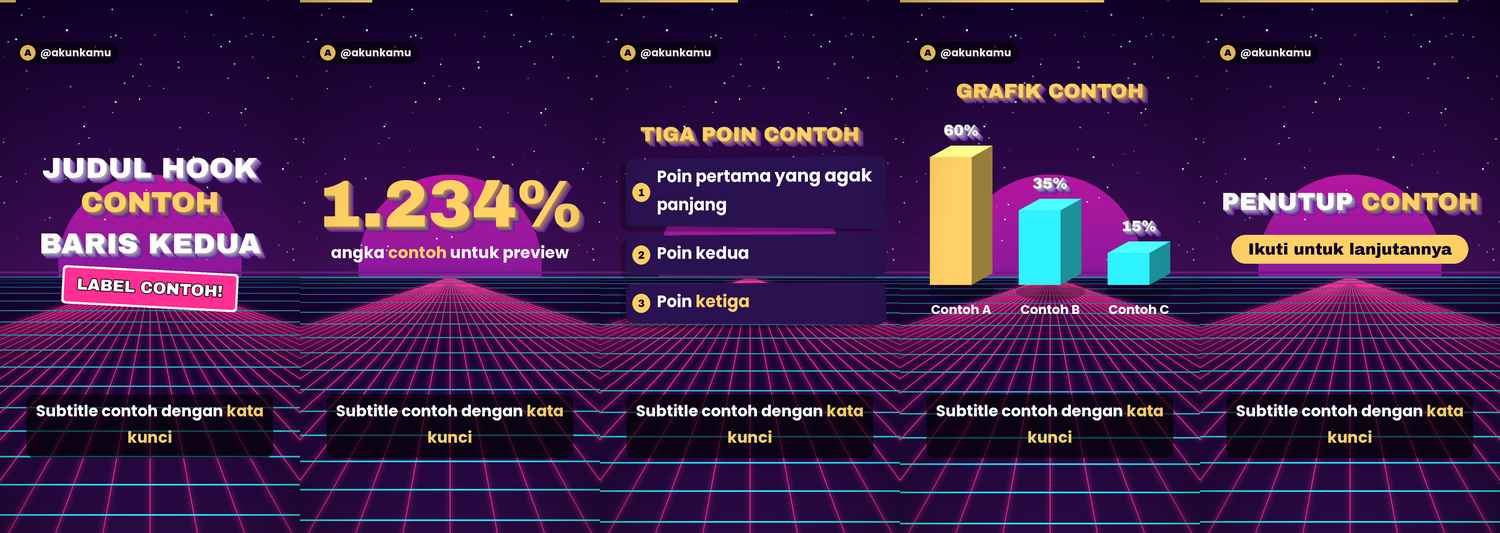 A @akunkamu
JUDUL HOOK
CONTOH
BARIS KEDUA
LABEL CONTOH!
Subtitle contoh dengan kata
kunci
A @akunkamu
1.234%
angka contoh untuk preview
Subtitle contoh dengan kata
kunci
A @akunkamu
TIGA POIN CONTOH
1 Poin pertama yang agak
panjang
2 Poin kedua
3 Poin ketiga
Subtitle contoh dengan kata
kunci
A @akunkamu
GRAFIK CONTOH
60%
35%
15%
Contoh A Contoh B Contoh C
Subtitle contoh dengan kata
kunci
A @akunkamu
PENUTUP CONTOH
Ikuti untuk lanjutannya
Subtitle contoh dengan kata
kunci